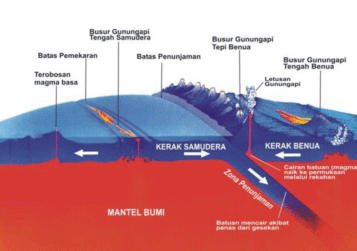 Busur Gunungapi
Tengah Samudera
Batas Pemekaran
Terobosan
magma basa
Batas Penunjaman
Busur Gunungapi
Tepi Benua
Busur Gunungapi
Tengah Benua
Letusan
Gunungapi
KERAK SAMUDERA
KERAK BENUA
Cairan batuan (magma)
naik ke permukaan
melalui rekahan
Zona Penunjaman
MANTEL BUMI
Batuan mencair akibat
panas dari gesekan